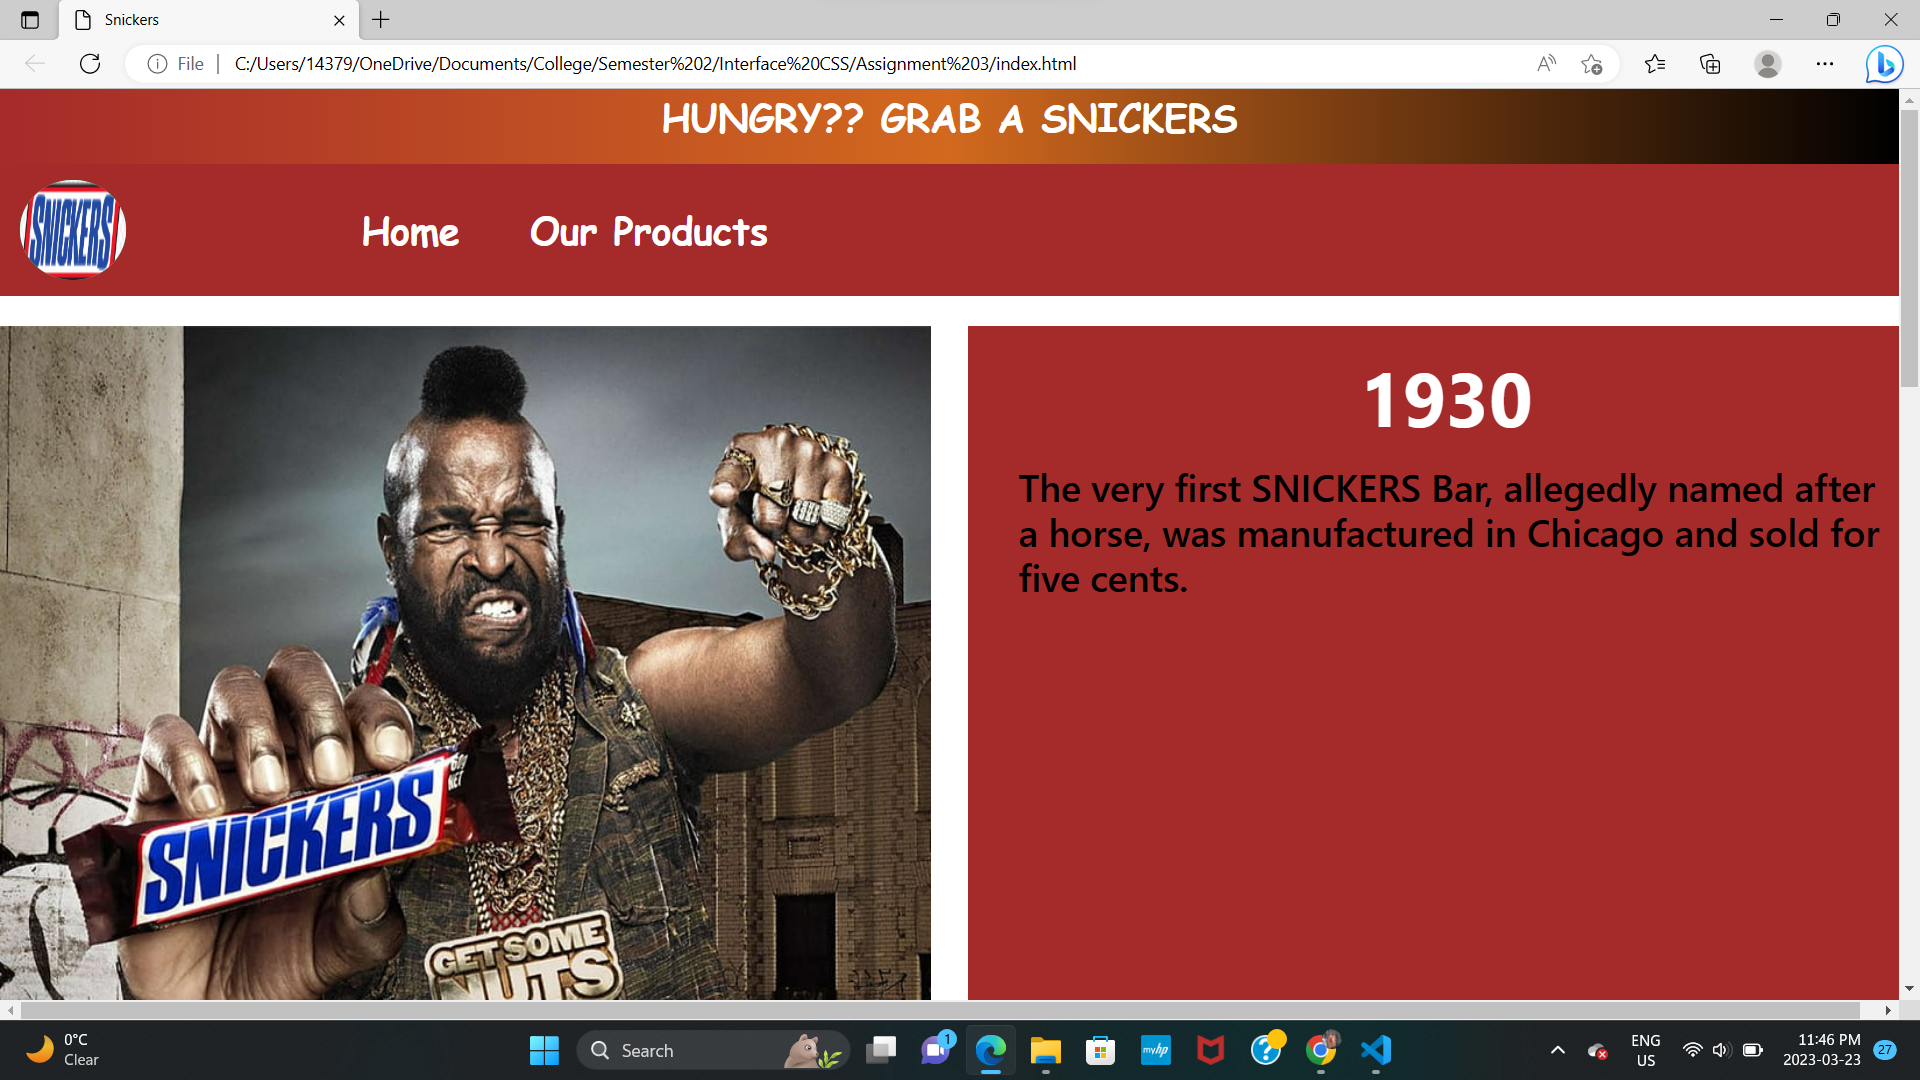 Snickers
File
C:/Users/14379/OneDrive/Documents/College/Semester%202/Interface%20CSS/Assignment%203/index.html
HUNGRY?? GRAB A SNICKERS
SNICKERS
Home
Our Products
1930
The very first SNICKERS Bar, allegedly named after
a horse, was manufactured in Chicago and sold for
five cents.
SNICKERS
GET SOME
NUTS
0°C
Clear
Search
1
myhp
ENG
US
11:46 PM
2023-03-23
27